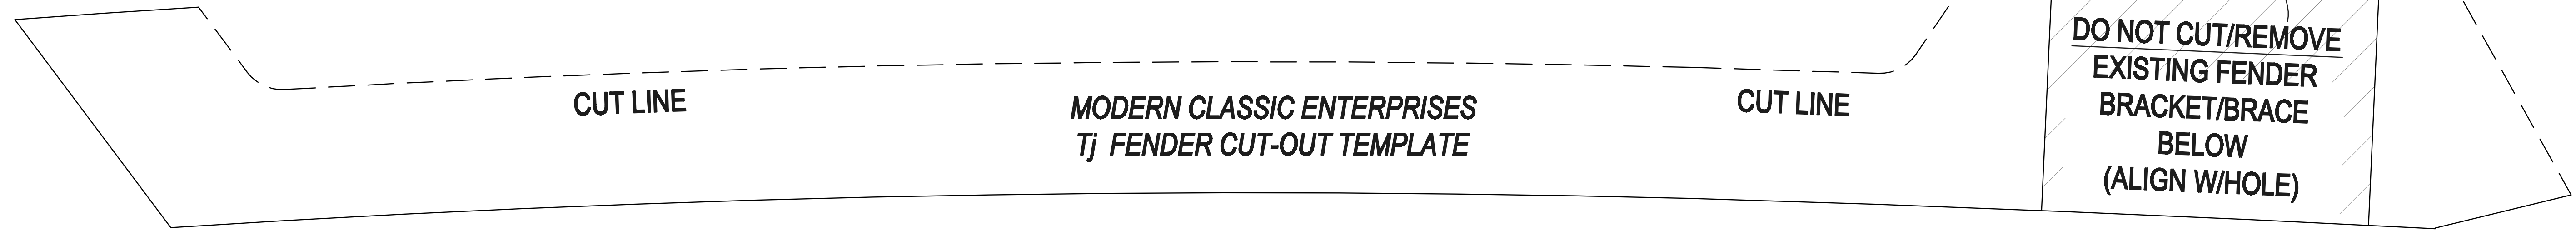 CUT LINE
MODERN CLASSIC ENTERPRISES
Tj FENDER CUT-OUT TEMPLATE
CUT LINE
DO NOT CUT/REMOVE
EXISTING FENDER
BRACKET/BRACE
BELOW
(ALIGN W/HOLE)